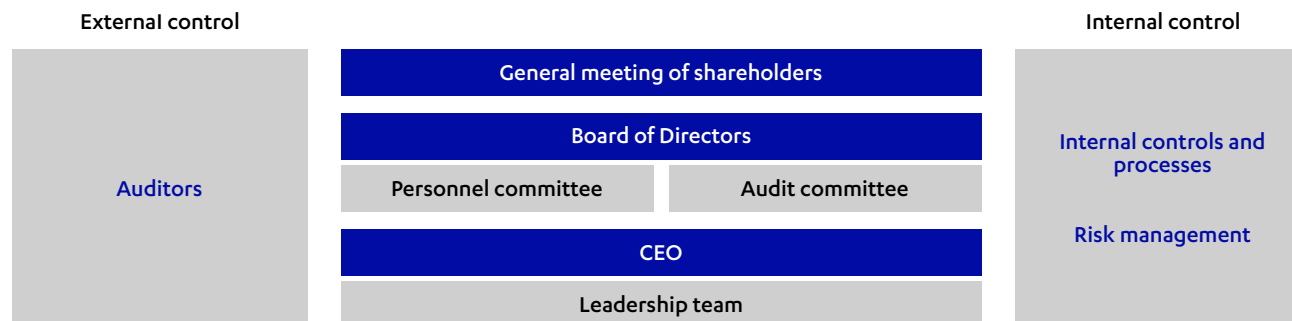 External control
Internal control
General meeting of shareholders
Board of Directors
Internal controls and
processes
Auditors
Personnel committee
Audit committee
Risk management
CEO
Leadership team